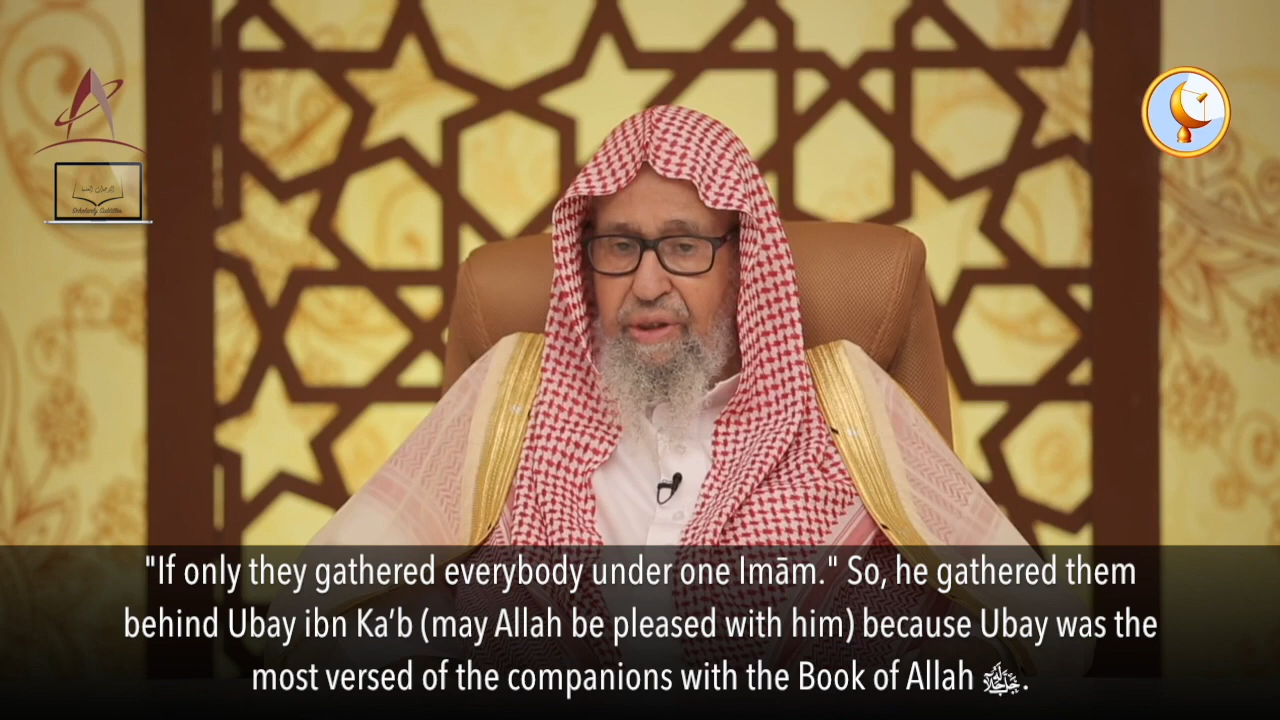 Scholarly Subtitles
"If only they gathered everybody under one Imām." So, he gathered them
behind Ubay ibn Ka’b (may Allah be pleased with him) because Ubay was the
most versed of the companions with the Book of Allah ﷻ.